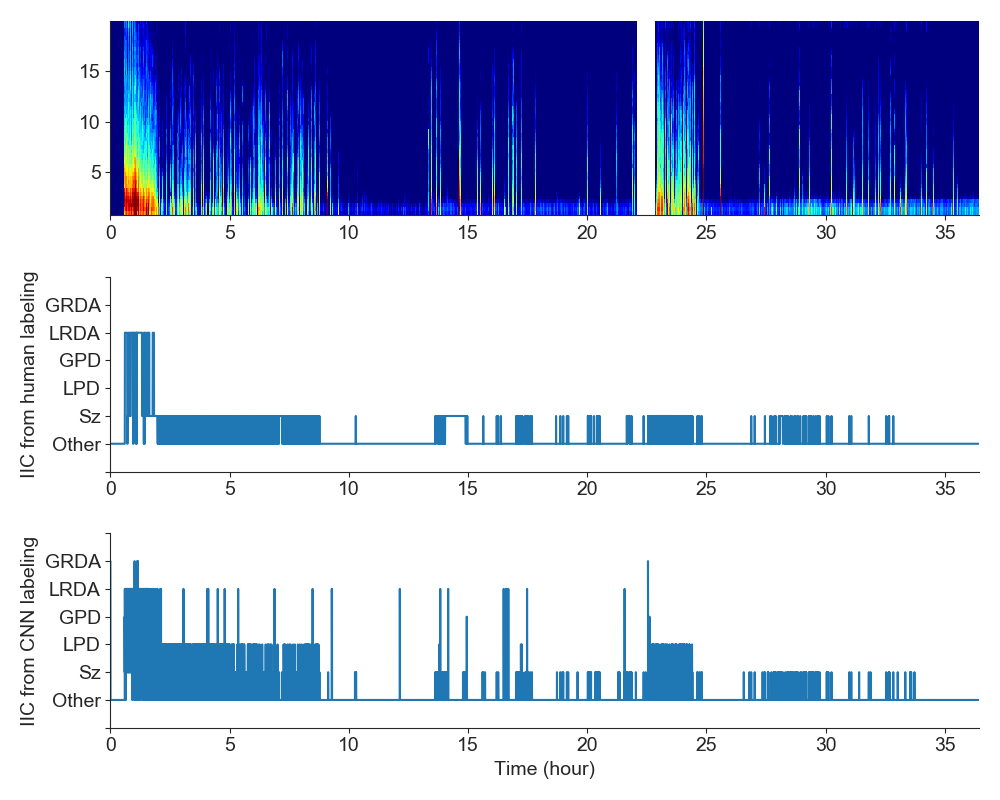 15
10
5
0 5 10 15 20 25 30 35
IIC from human labeling
GRDA
LRDA
GPD
LPD
Sz
Other
0 5 10 15 20 25 30 35
IIC from CNN labeling
GRDA
LRDA
GPD
LPD
Sz
Other
0 5 10 15 20 25 30 35
Time (hour)